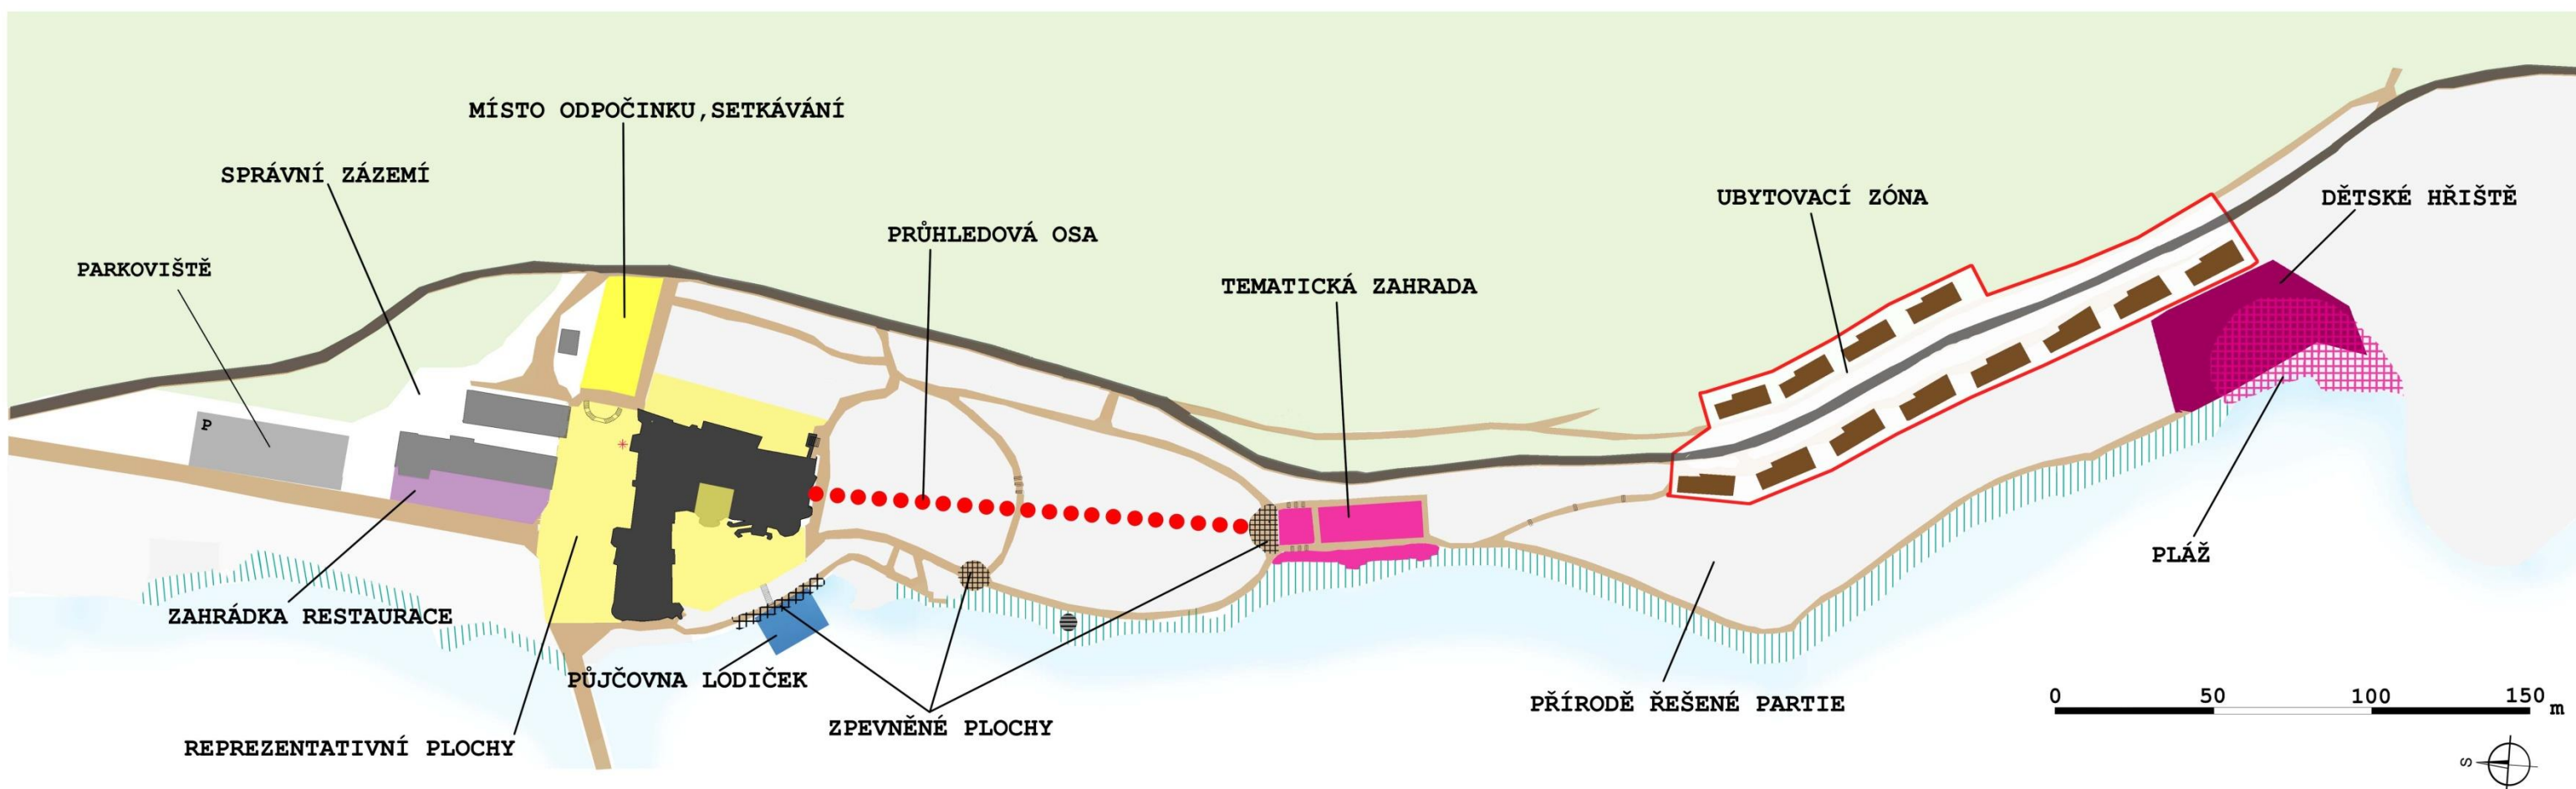 MÍSTO ODPOČINKU,SETKÁVÁNÍ
SPRÁVNÍ ZÁZEMÍ
UBYTOVACÍ ZÓNA
DĚTSKÉ HŘIŠTĚ
PRŮHLEDOVÁ OSA
PARKOVIŠTĚ
TEMATICKÁ ZAHRADA
P
PLÁŽ
ZAHRÁDKA RESTAURACE
PŮJČOVNA LODIČEK
PŘÍRODĚ ŘEŠENÉ PARTIE
0 50 100 150 m
ZPEVNĚNÉ PLOCHY
REPREZENTATIVNÍ PLOCHY
S